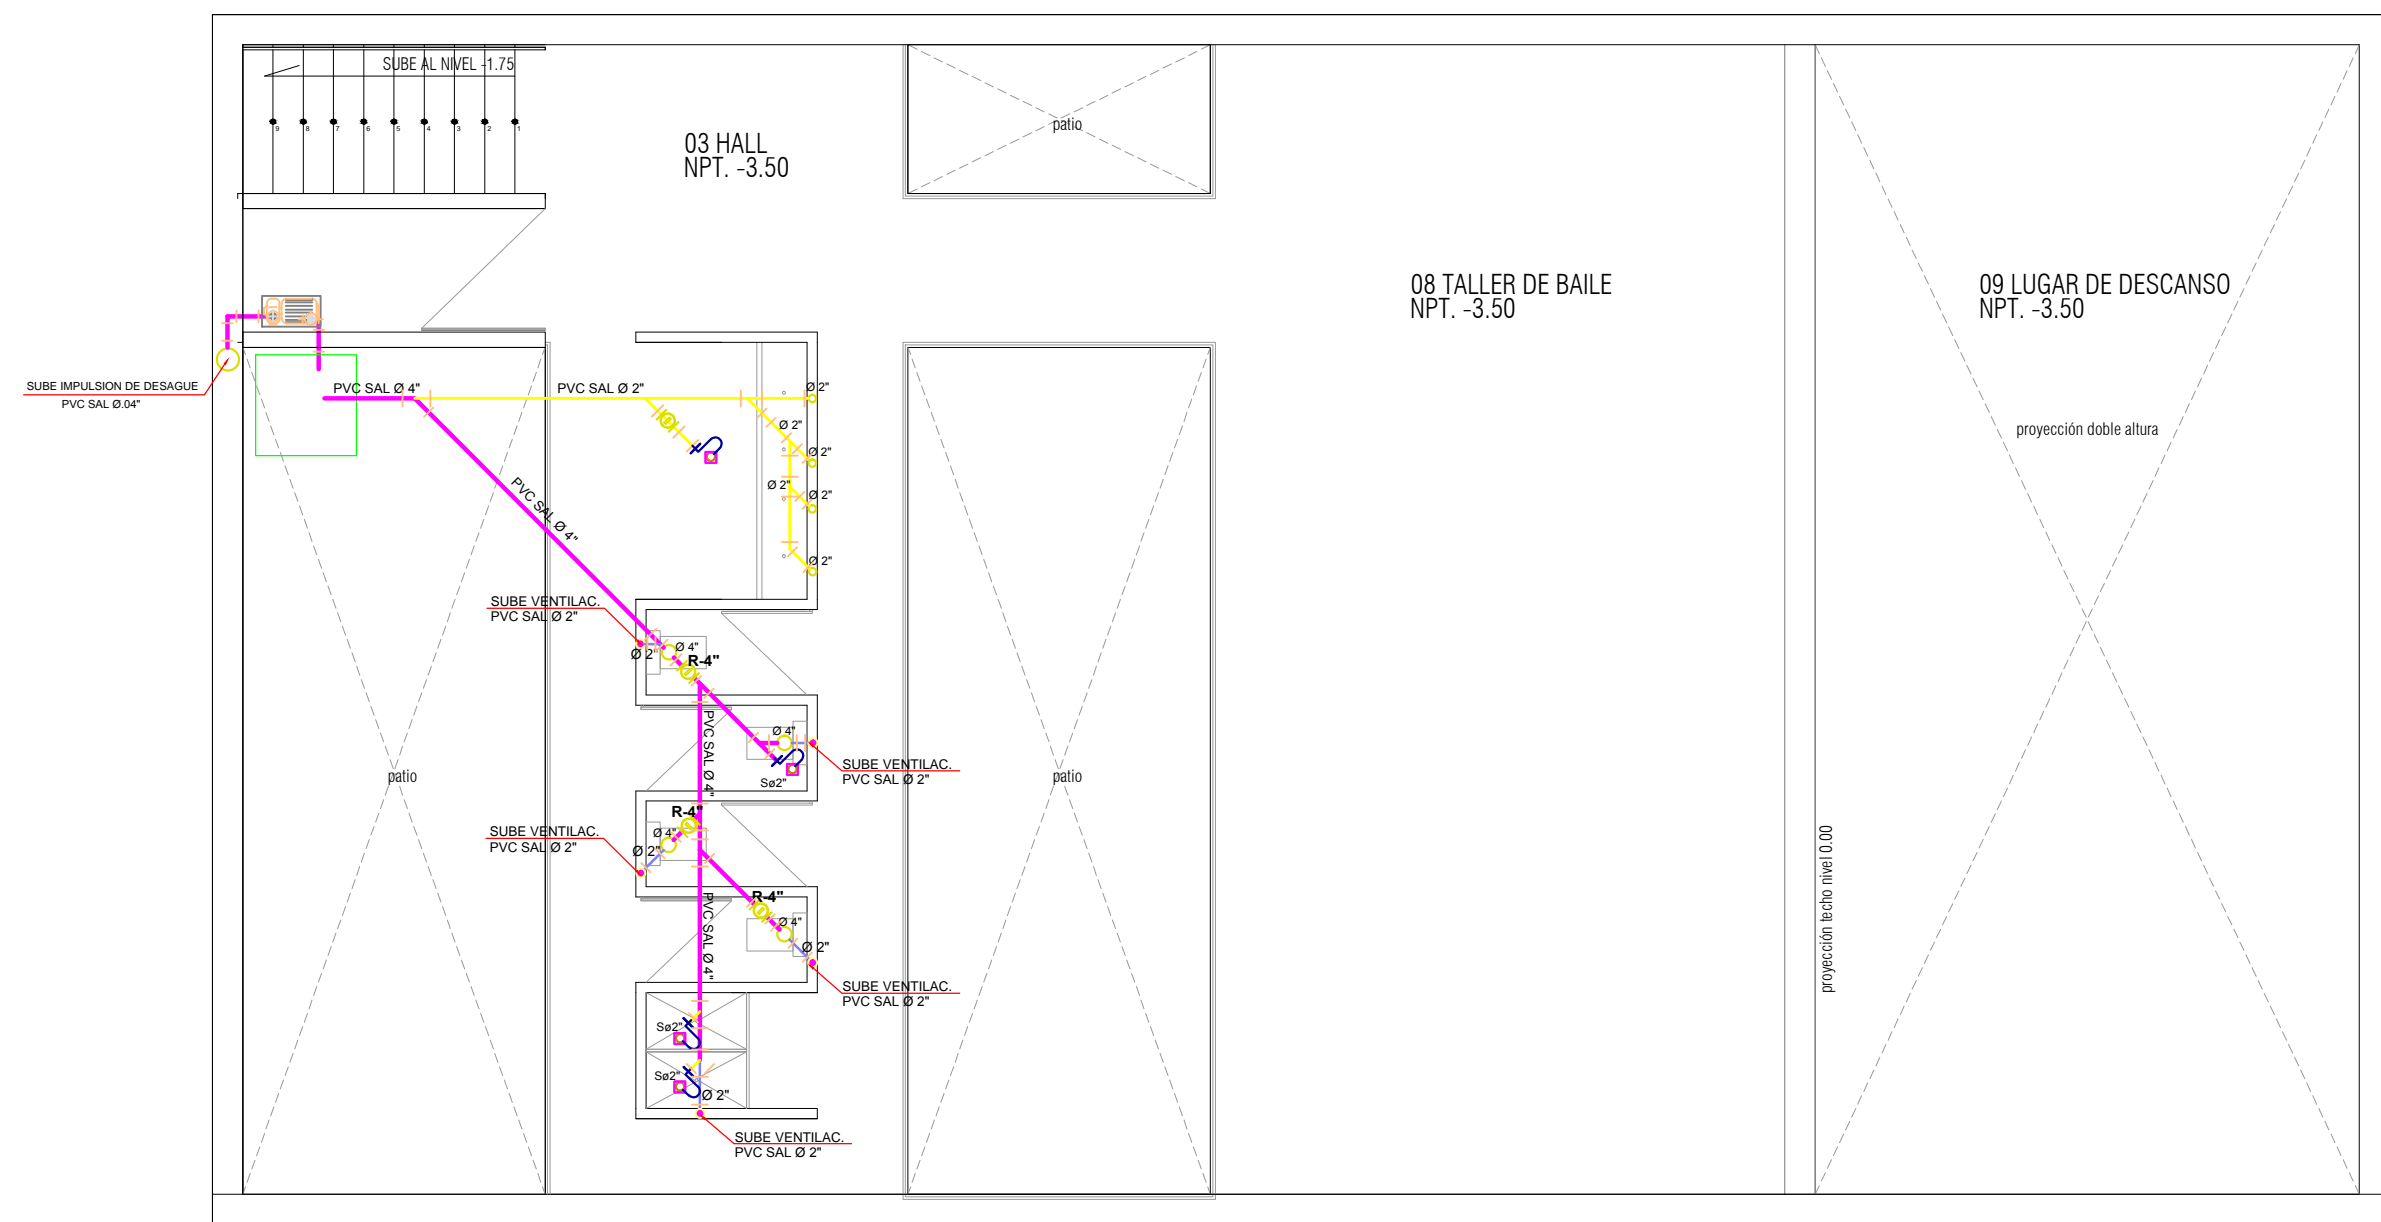 SUBE AL NIVEL -1.75
9
8
7
6
5
4
3
2
1
03 HALL
NPT. -3.50
patio
08 TALLER DE BAILE
NPT. -3.50
09 LUGAR DE DESCANSO
NPT. -3.50
SUBE IMPULSION DE DESAGUE
PVC SAL Ø.04"
PVC SAL Ø 4"
PVC SAL Ø 2"
Ø 2"
Ø 2"
Ø 2"
Ø 2"
Ø 2"
Ø 2"
proyección doble altura
PVC SAL Ø 4"
SUBE VENTILAC.
PVC SAL Ø 2"
Ø 2"
Ø 4"
R-4"
PVC SAL Ø 4"
Ø 4"
Sø2"
SUBE VENTILAC.
PVC SAL Ø 2"
patio
patio
R-4"
SUBE VENTILAC.
PVC SAL Ø 2"
Ø 4"
Ø 2"
R-4"
PVC SAL Ø 4"
Ø 4"
Ø 2"
proyección techo nivel 0.00
SUBE VENTILAC.
PVC SAL Ø 2"
Sø2"
Sø2"
Ø 2"
SUBE VENTILAC.
PVC SAL Ø 2"